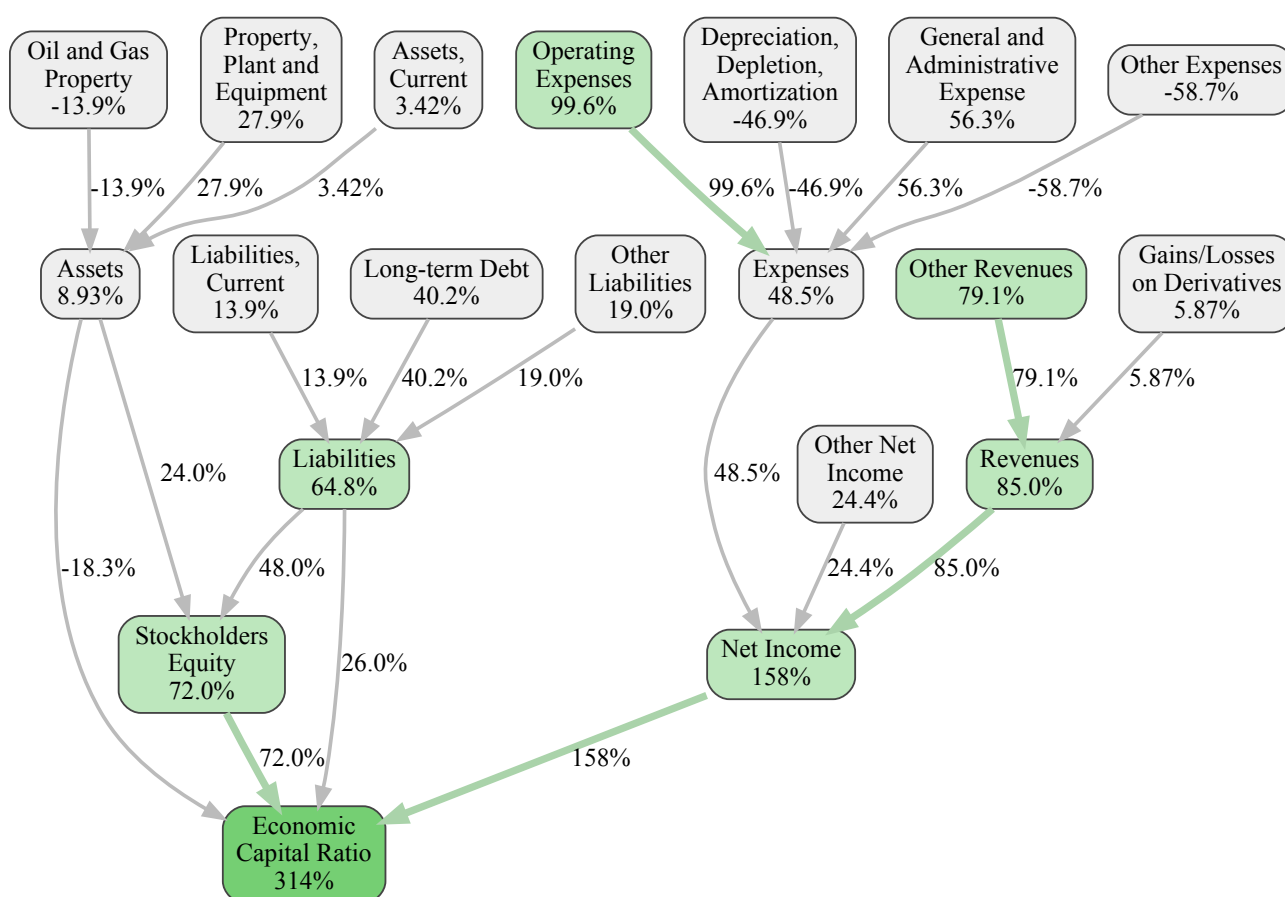 Oil and Gas
Property
-13.9%
Property,
Plant and
Equipment
27.9%
Assets,
Current
3.42%
Operating
Expenses
99.6%
Depreciation,
Depletion,
Amortization
-46.9%
General and
Administrative
Expense
56.3%
Other Expenses
-58.7%
-13.9%
27.9%
3.42%
99.6%
-46.9%
56.3%
-58.7%
Assets
8.93%
Liabilities,
Current
13.9%
Long-term Debt
40.2%
Other
Liabilities
19.0%
Expenses
48.5%
Other Revenues
79.1%
Gains/Losses
on Derivatives
5.87%
13.9%
40.2%
19.0%
79.1%
5.87%
24.0%
Liabilities
64.8%
48.5%
Other Net
Income
24.4%
Revenues
85.0%
-18.3%
48.0%
26.0%
24.4%
85.0%
Stockholders
Equity
72.0%
Net Income
158%
72.0%
158%
Economic
Capital Ratio
314%